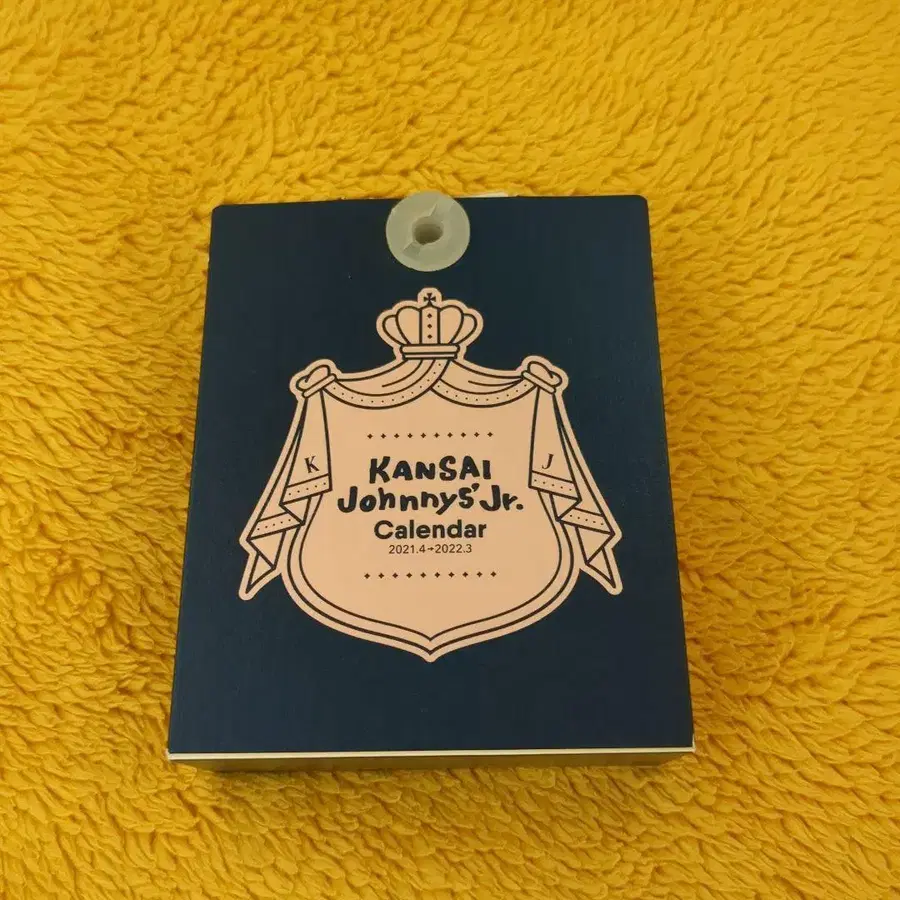 K
J
KANSAI
Johnnys' Jr.
Calendar
2021.4→2022.3